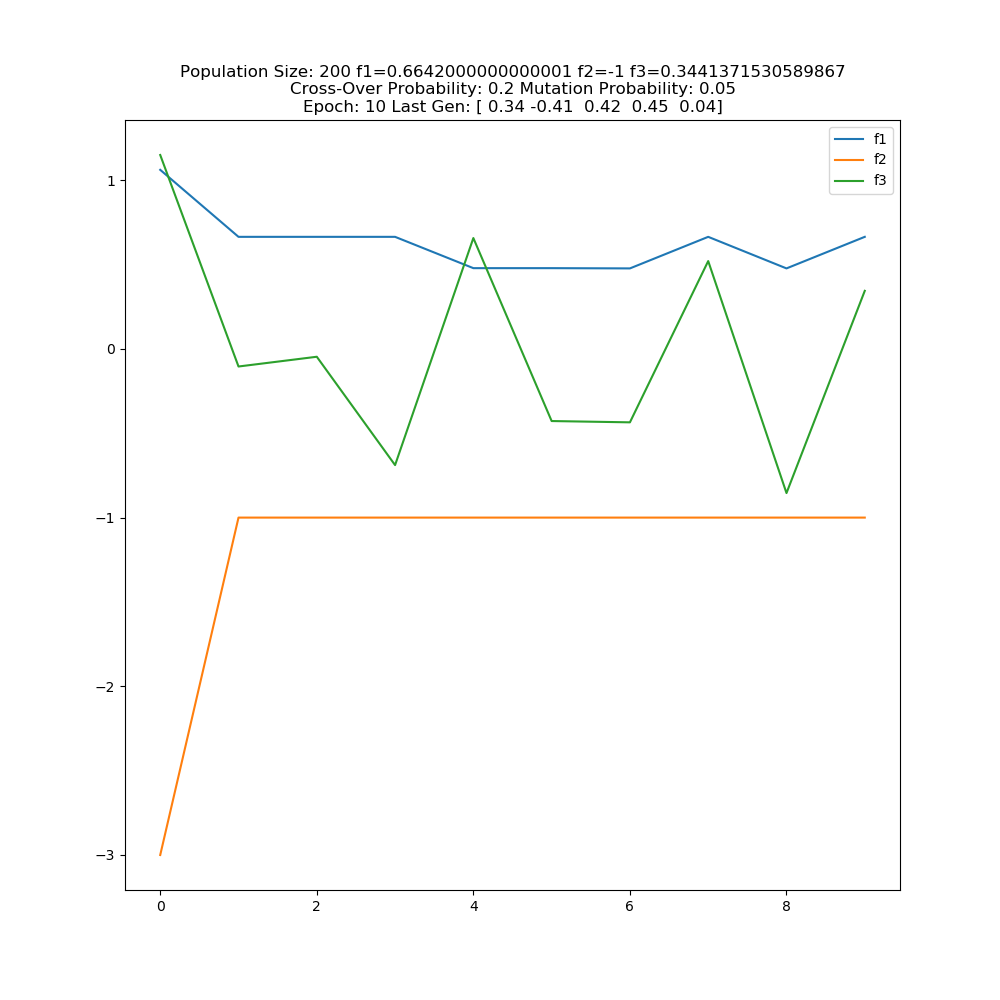 Population Size: 200 f1=0.6642000000000001 f2=-1 f3=0.3441371530589867
Cross-Over Probability: 0.2 Mutation Probability: 0.05
Epoch: 10 Last Gen: [ 0.34 -0.41  0.42  0.45  0.04]
f1
f2
f3
1
0
−1
−2
−3
0 2 4 6 8